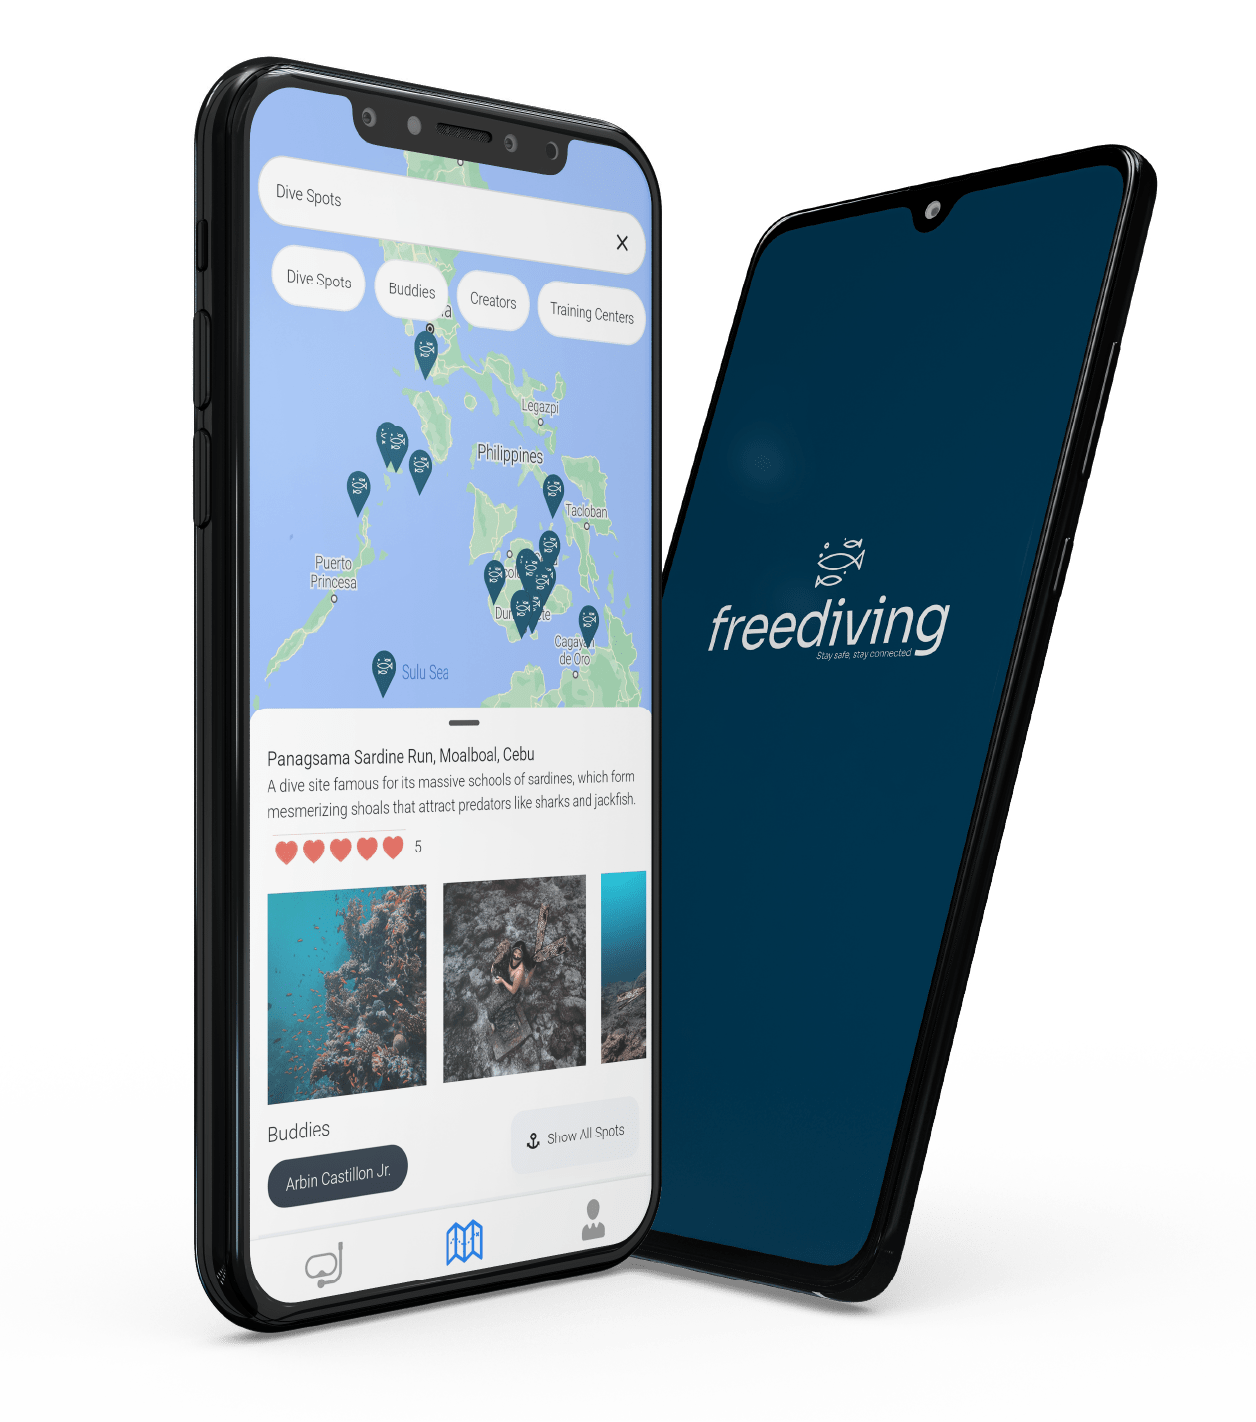 Dive Spots
X
Dive Spots
Buddies
Creators
Training Centers
Legazpi
Philippines
Tacloban
Puerto
Princesa
Cagayan
de Oro
Sulu Sea
Panagsama Sardine Run, Moalboal, Cebu
A dive site famous for its massive schools of sardines, which form
mesmerizing shoals that attract predators like sharks and jackfish.
5
Buddies
Show All Spots
Arbin Castillon Jr.
freediving
Stay safe, stay connected